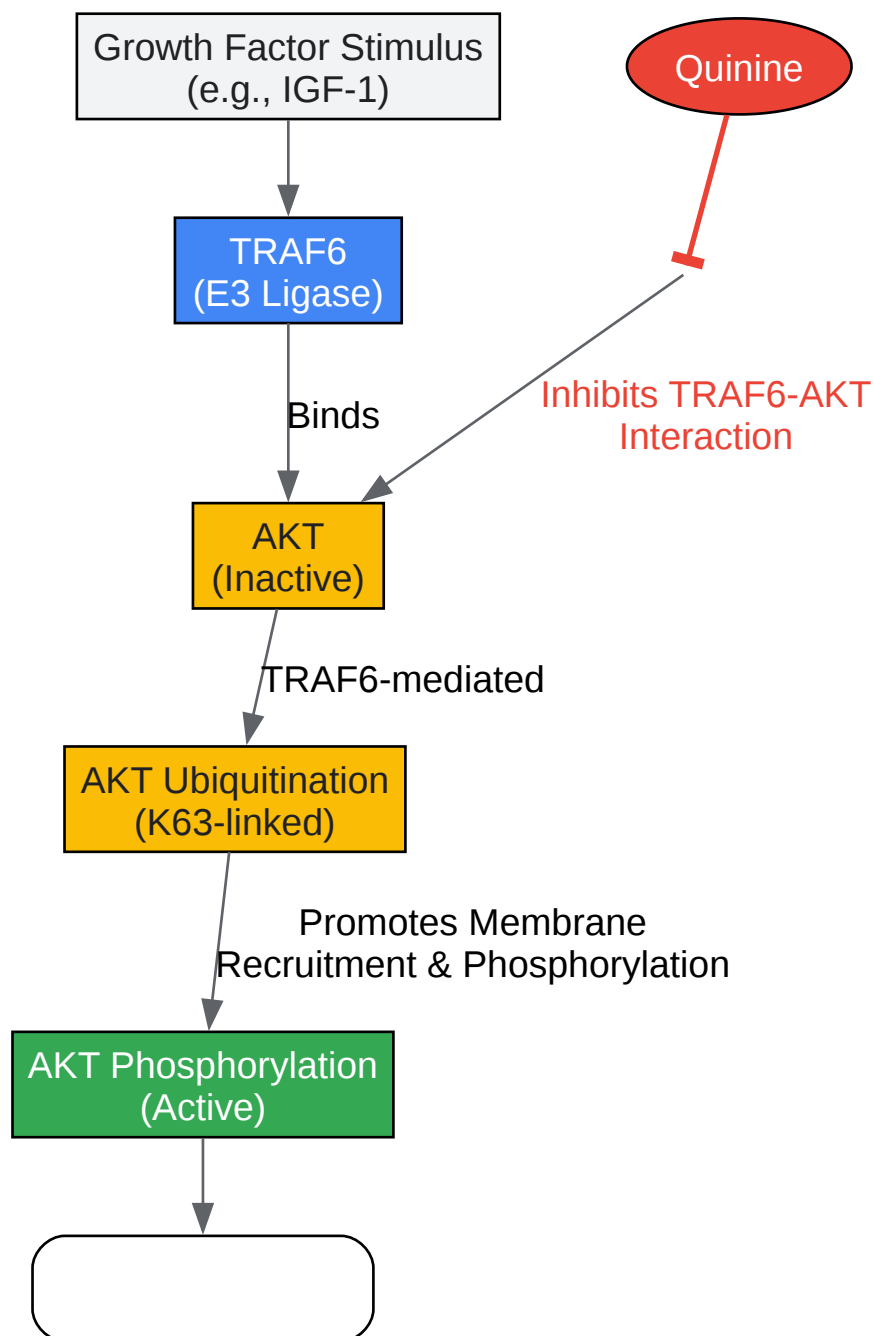 Growth Factor Stimulus
(e.g., IGF-1)
Quinine
TRAF6
(E3 Ligase)
Binds
Inhibits TRAF6-AKT
Interaction
AKT
(Inactive)
TRAF6-mediated
AKT Ubiquitination
(K63-linked)
Promotes Membrane
Recruitment & Phosphorylation
AKT Phosphorylation
(Active)